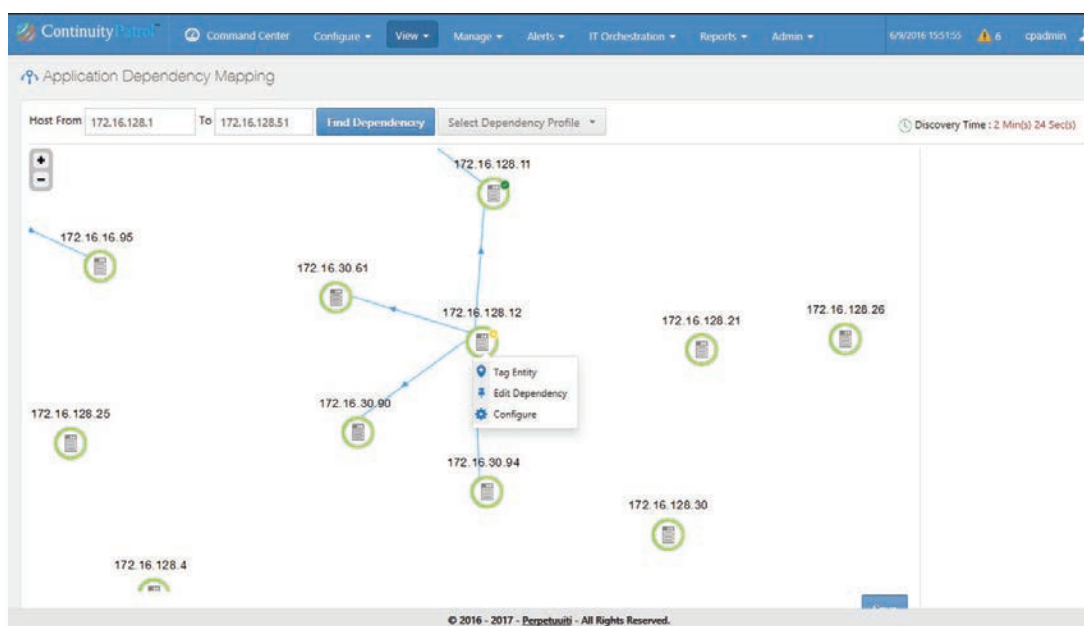 Continuity Patrol™ Command Center Configure View Manage Alerts IT Orchestration Reports Admin 6/9/2016 15:51:55 6 cpadmin
Application Dependency Mapping
Host From 172.16.128.1 To 172.16.128.51 Find Dependency Select Dependency Profile Discovery Time : 2 Min(s) 24 Sec(s)
+
-
172.16.128.11
172.16.16.95
172.16.30.61
172.16.128.12
172.16.128.21
172.16.128.26
Tag Entity
Edit Dependency
Configure
172.16.30.90
172.16.128.25
172.16.30.94
172.16.128.30
172.16.128.4
© 2016 - 2017 - Perpetuuiti - All Rights Reserved.